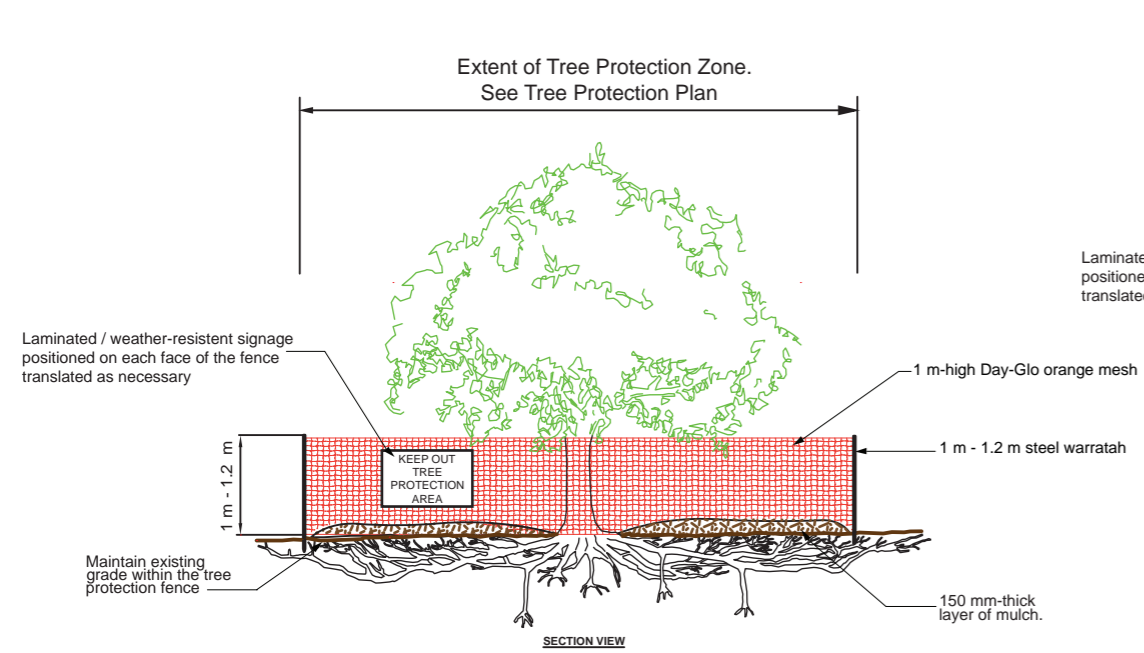 Extent of Tree Protection Zone.
See Tree Protection Plan
Laminated / weather-resistent signage
positioned on each face of the fence
translated as necessary
Laminate
positione
translated
1 m-high Day-Glo orange mesh
1 m - 1.2 m steel warratah
1 m - 1.2 m
KEEP OUT
TREE
PROTECTION
AREA
Maintain existing
grade within the tree
protection fence
150 mm-thick
layer of mulch.
SECTION VIEW